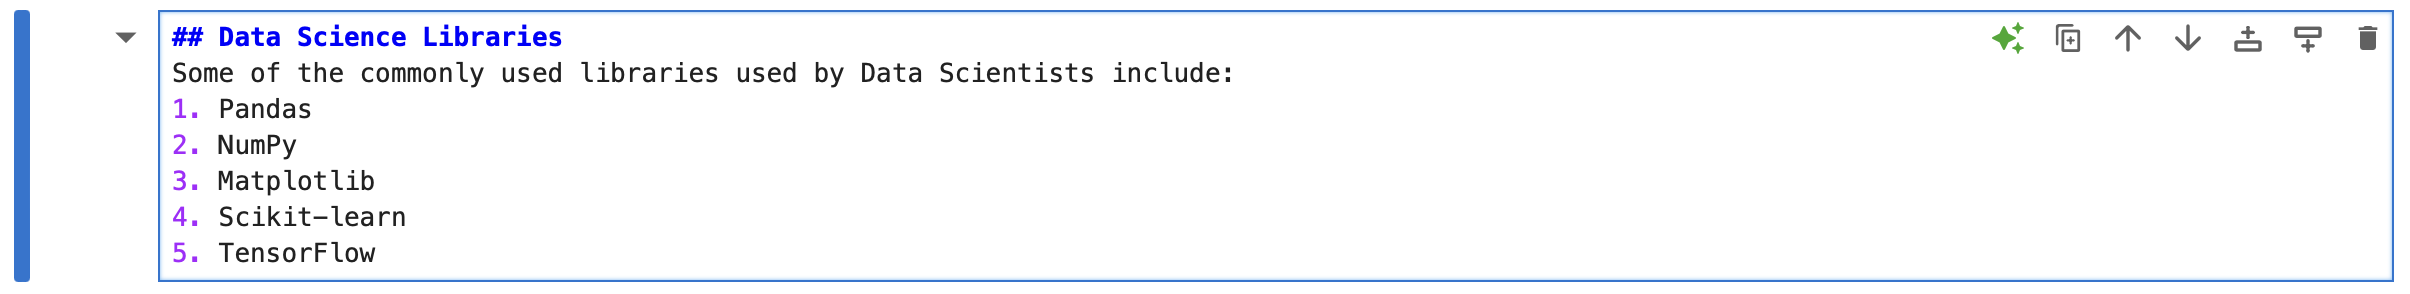 ## Data Science Libraries
Some of the commonly used libraries used by Data Scientists include:
1. Pandas
2. NumPy
3. Matplotlib
4. Scikit-learn
5. TensorFlow